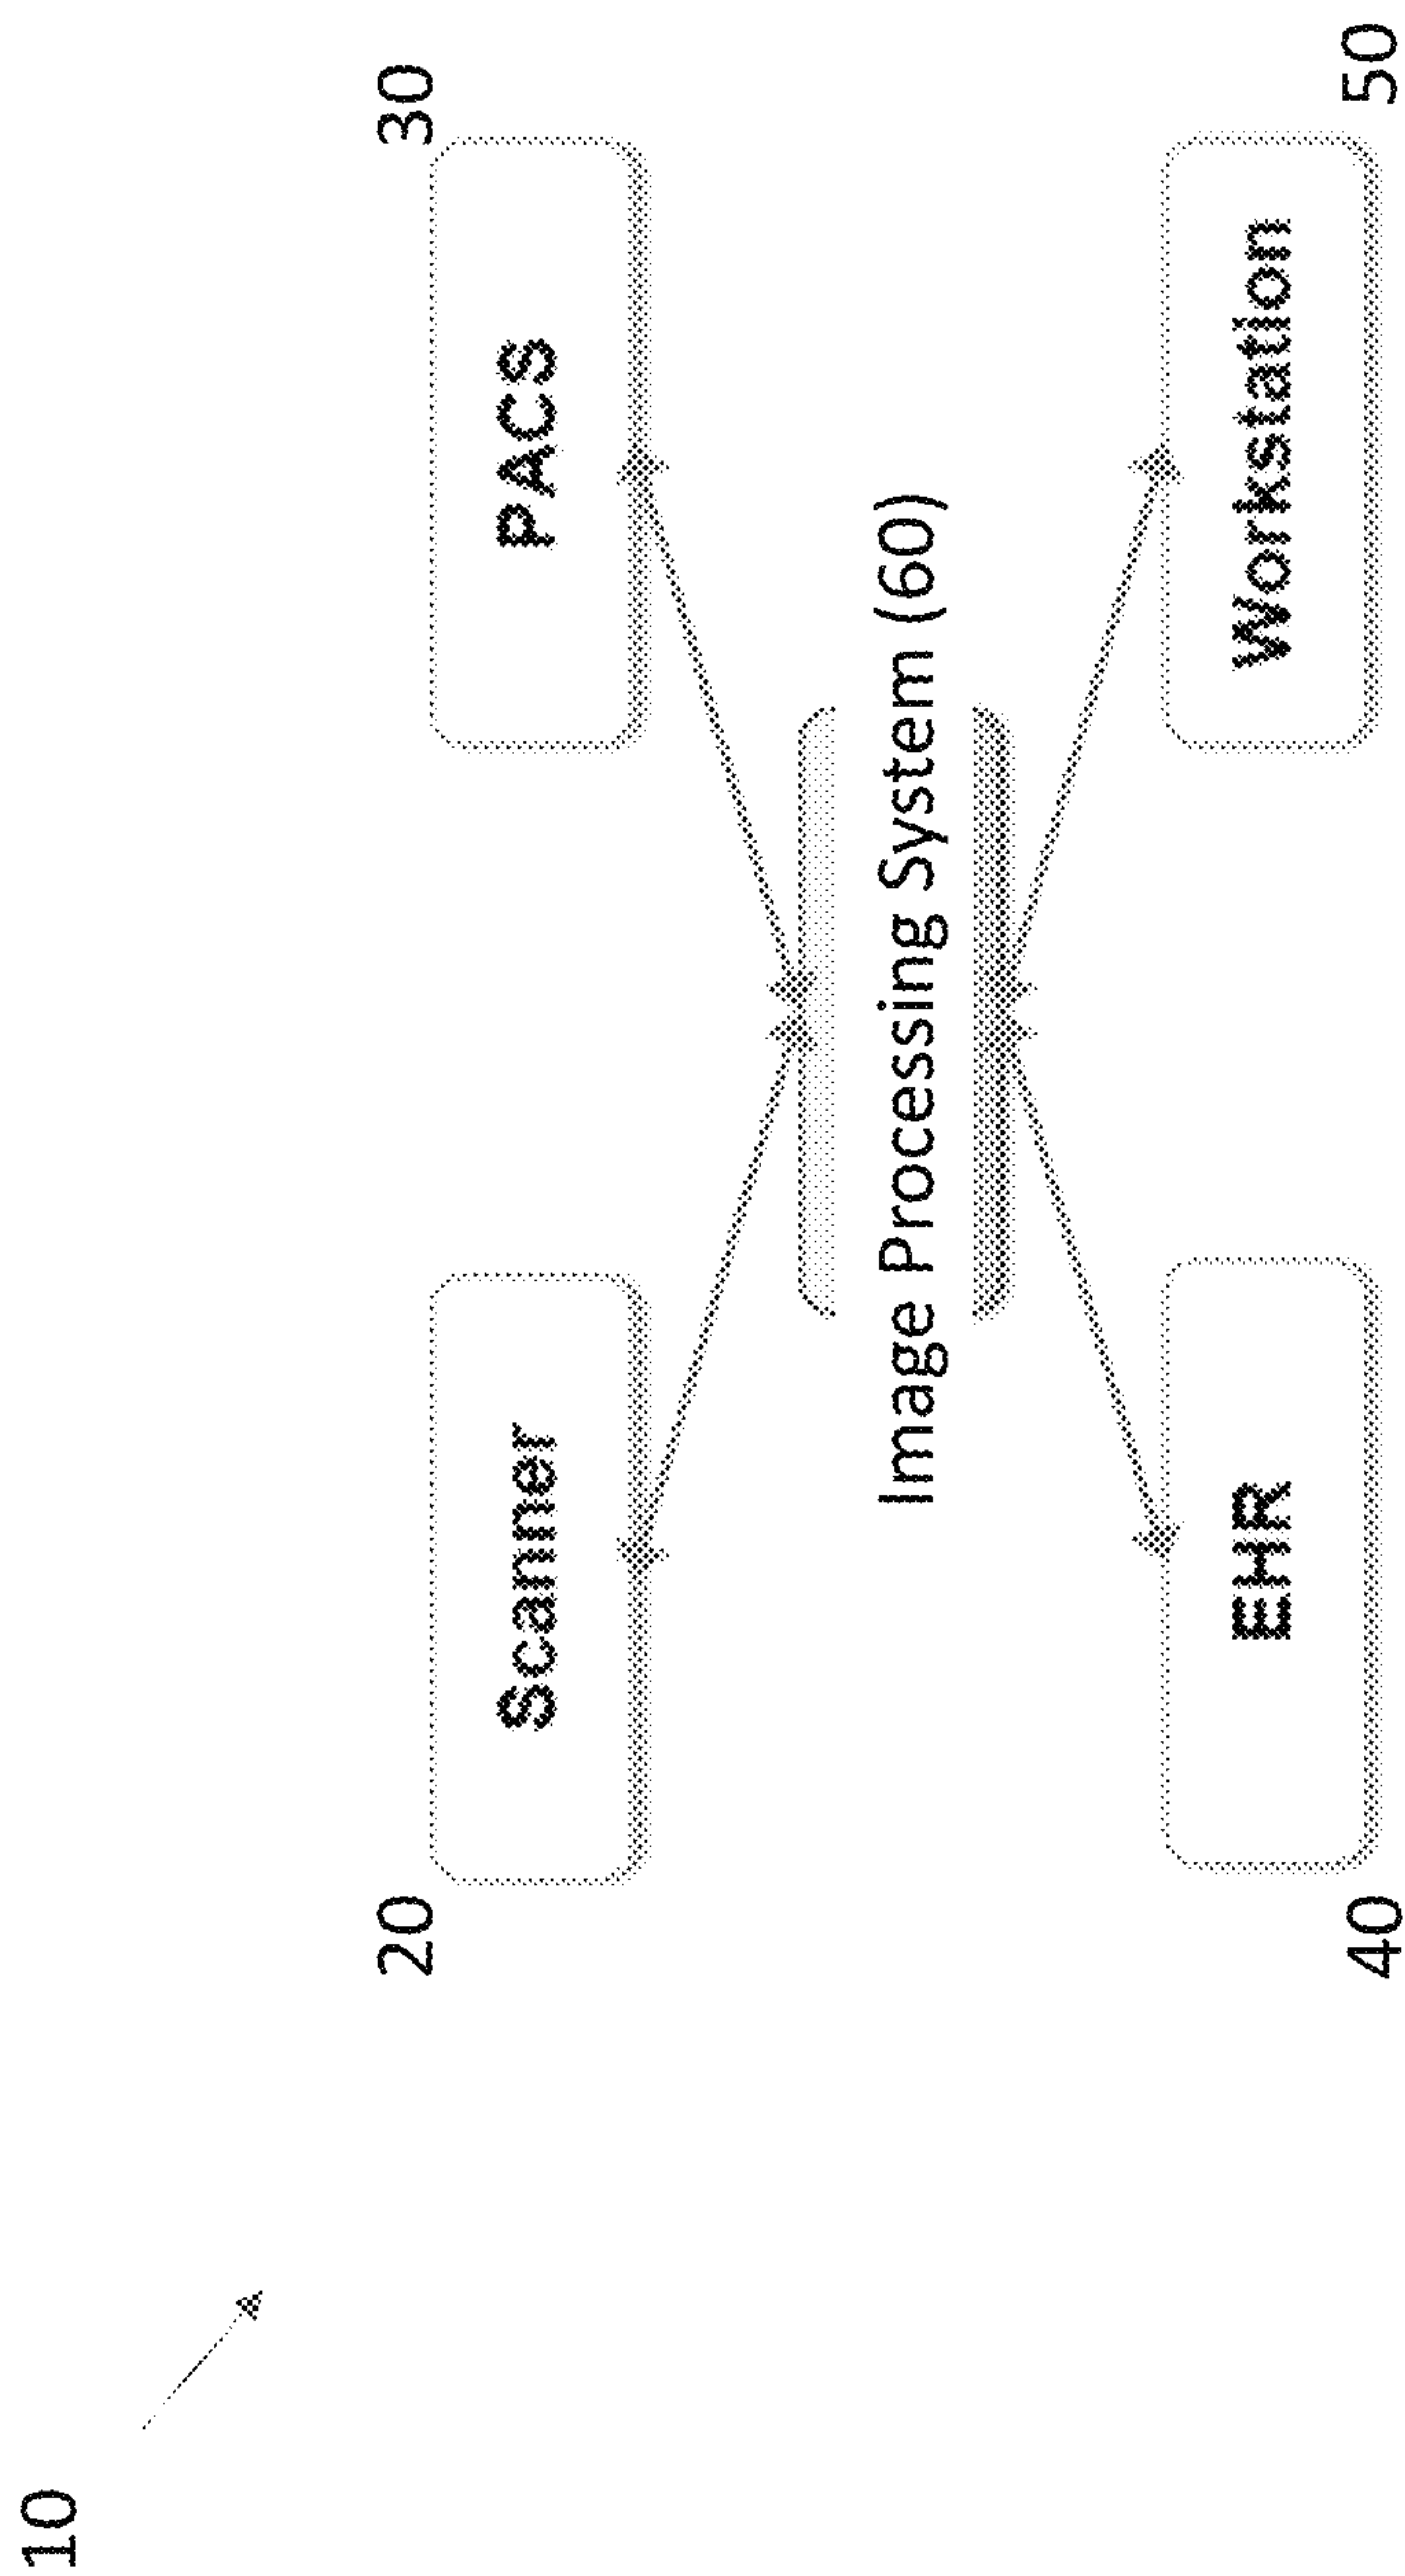 10
20
30
Scanner
PACS
Image Processing System (60)
EHR
Workstation
40
50